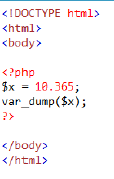 <!DOCTYPE html>
<html>
<body>
<?php
$x = 10.365;
var_dump($x);
?>
</body>
</html>